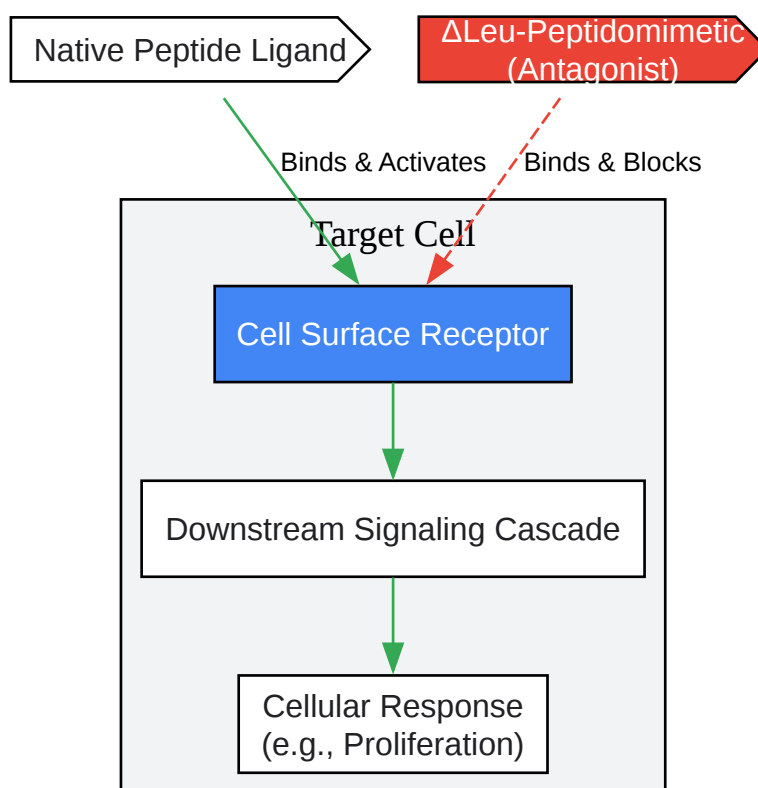 Native Peptide Ligand
ΔLeu-Peptidomimetic
(Antagonist)
Binds & Activates
Binds & Blocks
Target Cell
Cell Surface Receptor
Downstream Signaling Cascade
Cellular Response
(e.g., Proliferation)